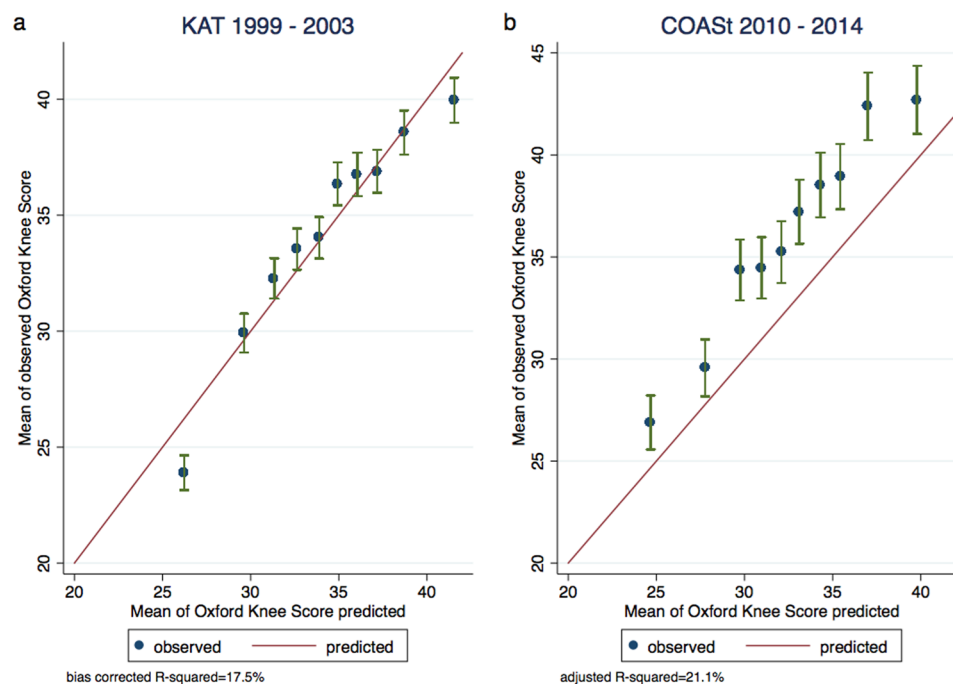 a
KAT 1999 - 2003
Mean of observed Oxford Knee Score
40
35
30
25
20
20 25 30 35 40
Mean of Oxford Knee Score predicted
observed predicted
bias corrected R-squared=17.5%
b
COASt 2010 - 2014
Mean of observed Oxford Knee Score
45
40
35
30
25
20
20 25 30 35 40
Mean of Oxford Knee Score predicted
observed predicted
adjusted R-squared=21.1%